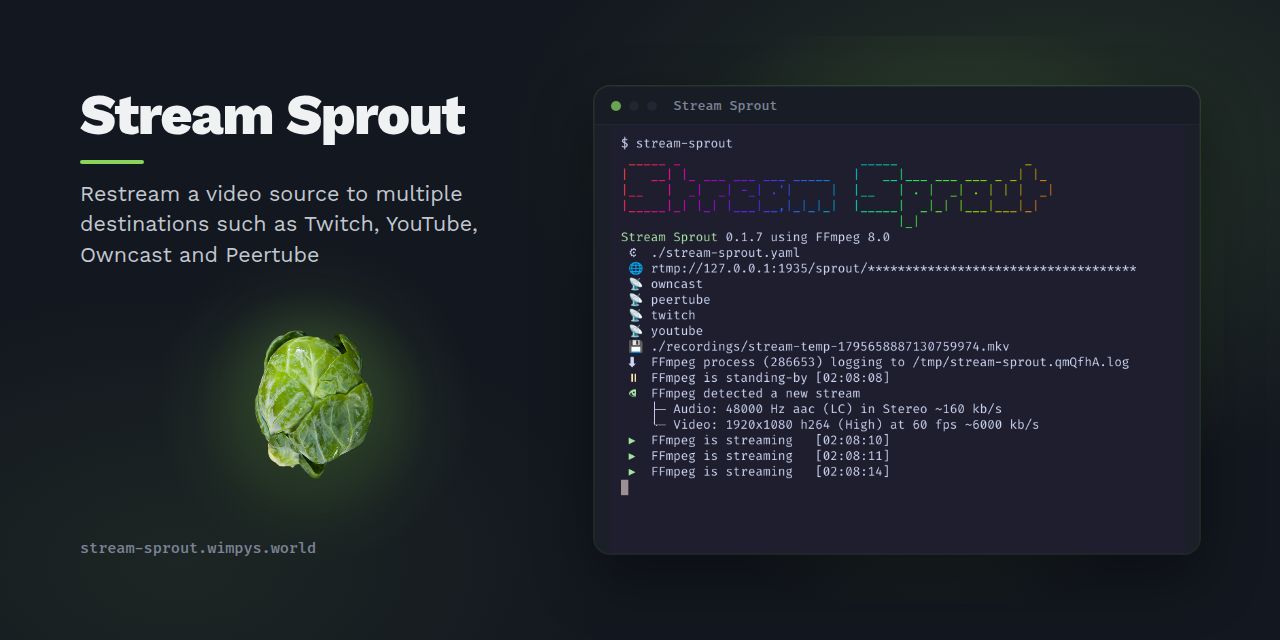 Stream Sprout
Restream a video source to multiple
destinations such as Twitch, YouTube,
Owncast and Peertube
stream-sprout.wimpys.world
Stream Sprout
$ stream-sprout
Stream Sprout
Stream Sprout 0.1.7 using FFmpeg 8.0
./stream-sprout.yaml
rtmp://127.0.0.1:1935/sprout/************************************
owncast
peertube
twitch
youtube
./recordings/stream-temp-1795658887130759974.mkv
FFmpeg process (286653) logging to /tmp/stream-sprout.qmQfhA.log
FFmpeg is standing-by [02:08:08]
FFmpeg detected a new stream
├─ Audio: 48000 Hz aac (LC) in Stereo ~160 kb/s
╰─ Video: 1920x1080 h264 (High) at 60 fps ~6000 kb/s
FFmpeg is streaming   [02:08:10]
FFmpeg is streaming   [02:08:11]
FFmpeg is streaming   [02:08:14]